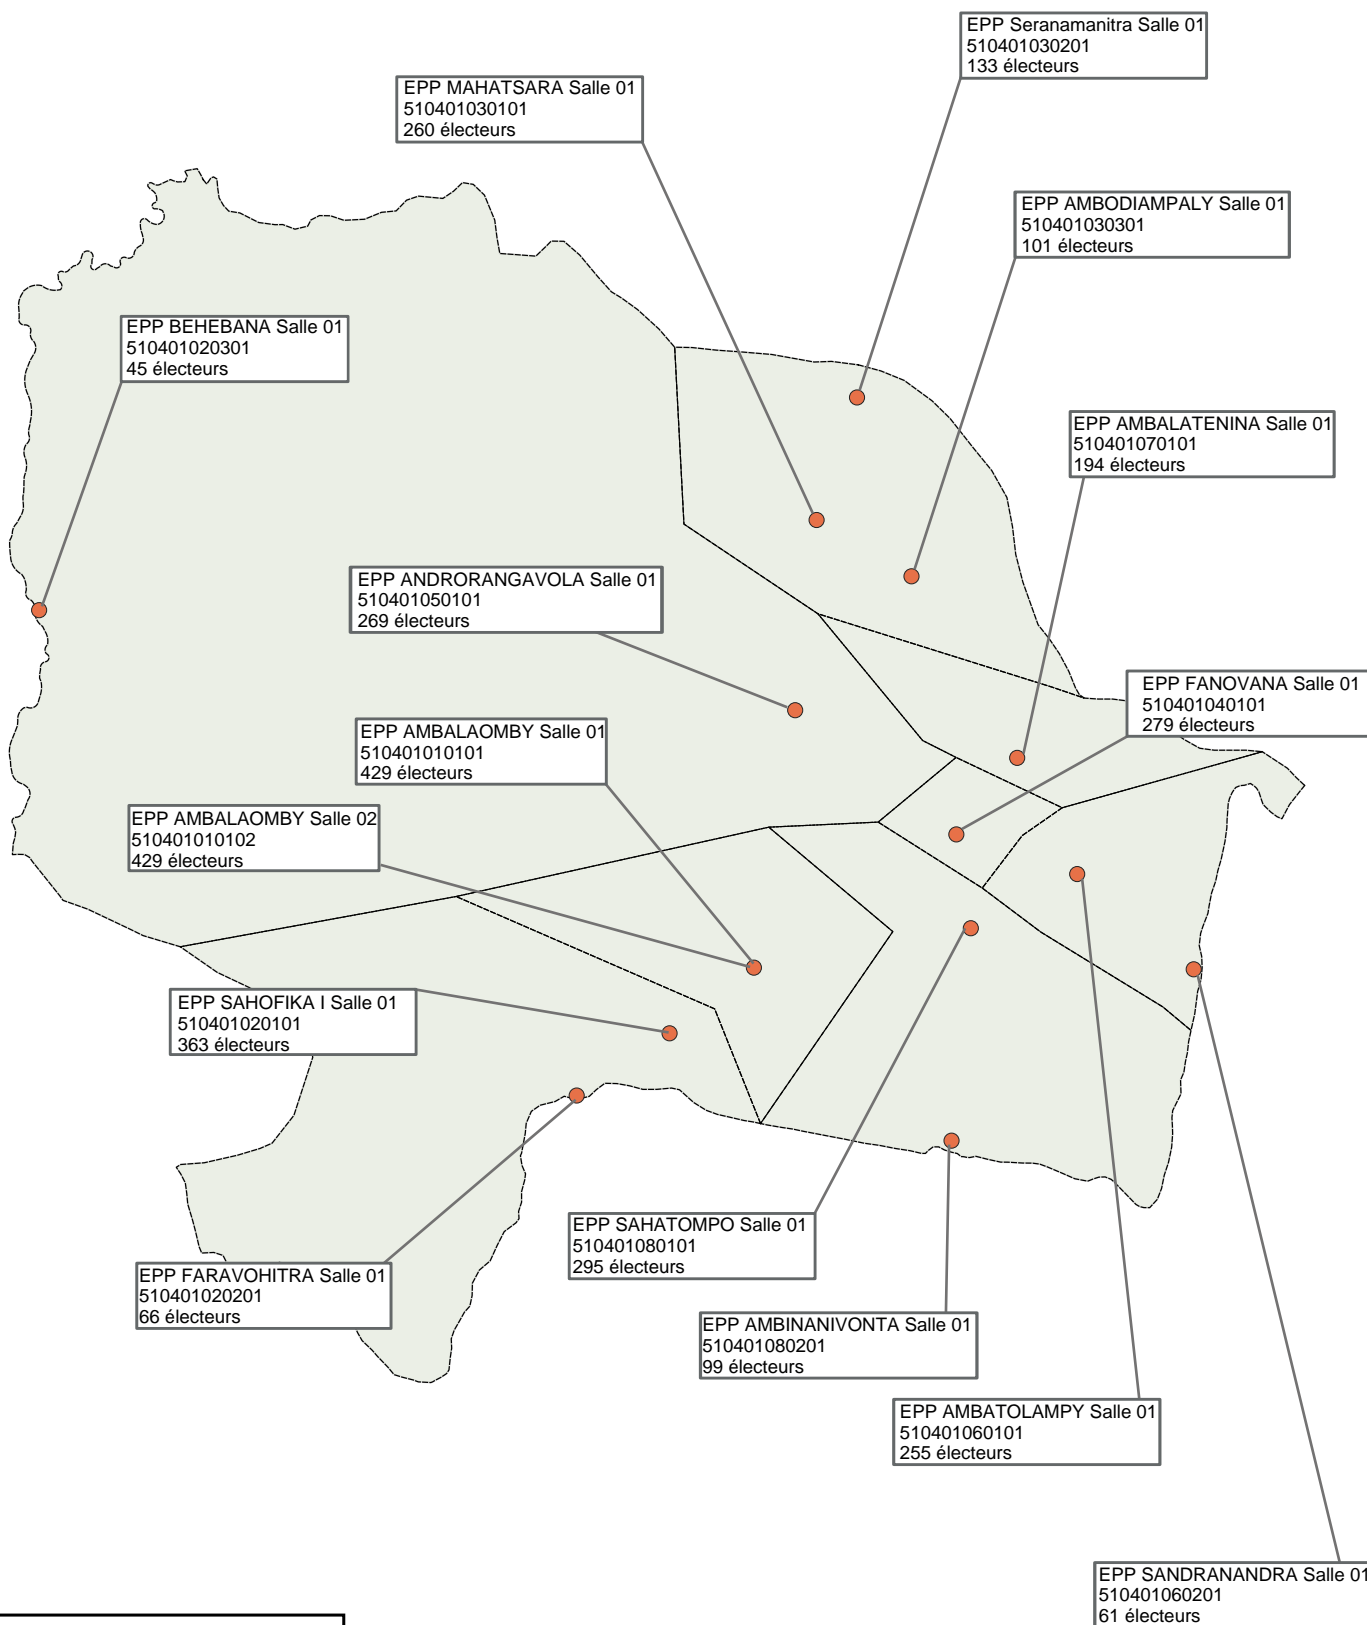 EPP Seranamanitra Salle 01
510401030201
133 électeurs
EPP MAHATSARA Salle 01
510401030101
260 électeurs
EPP AMBODIAMPALY Salle 01
510401030301
101 électeurs
EPP BEHEBANA Salle 01
510401020301
45 électeurs
EPP AMBALATENINA Salle 01
510401070101
194 électeurs
EPP ANDRORANGAVOLA Salle 01
510401050101
269 électeurs
EPP FANOVANA Salle 01
510401040101
279 électeurs
EPP AMBALAOMBY Salle 01
510401010101
429 électeurs
EPP AMBALAOMBY Salle 02
510401010102
429 électeurs
EPP SAHOFIKA I Salle 01
510401020101
363 électeurs
EPP SAHATOMPO Salle 01
510401080101
295 électeurs
EPP FARAVOHITRA Salle 01
510401020201
66 électeurs
EPP AMBINANIVONTA Salle 01
510401080201
99 électeurs
EPP AMBATOLAMPY Salle 01
510401060101
255 électeurs
EPP SANDRANANDRA Salle 01
510401060201
61 électeurs